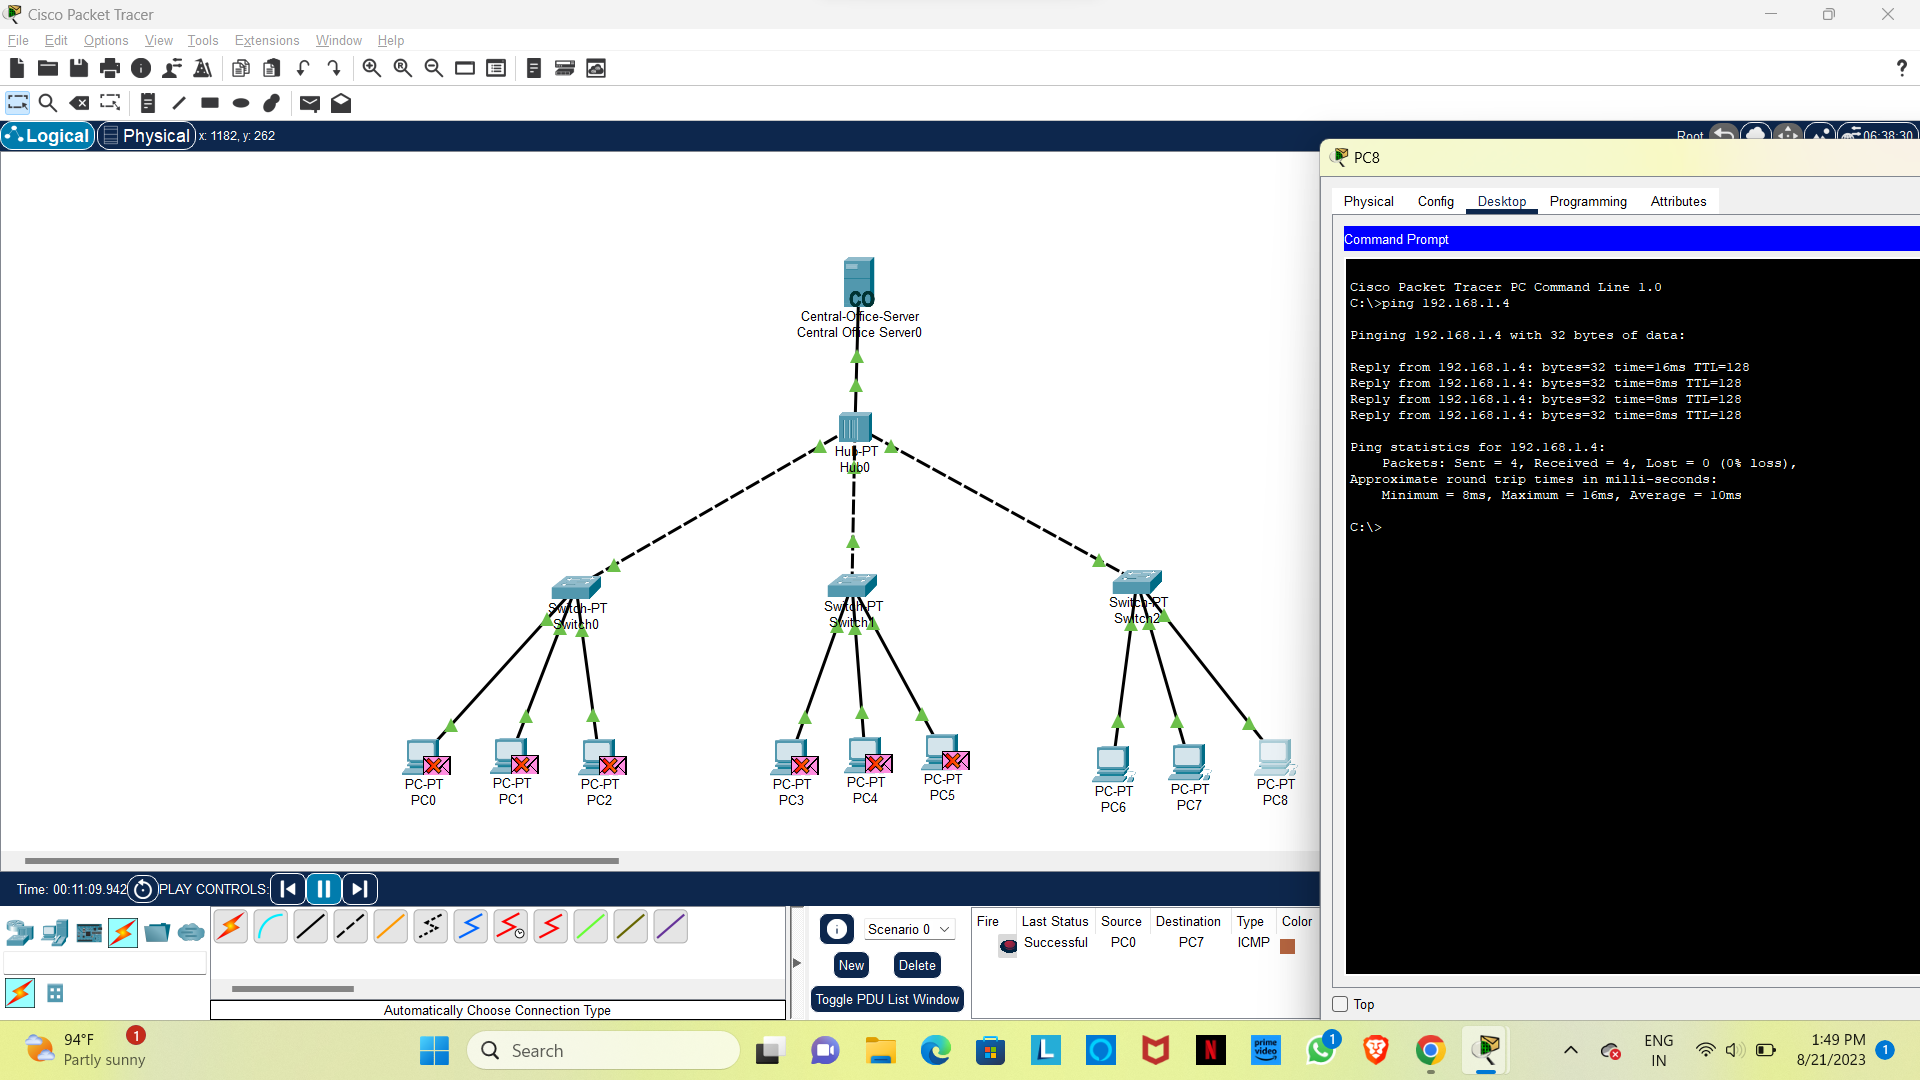 Cisco Packet Tracer
File Edit Options View Tools Extensions Window Help
?
Logical Physical x: 1182, y: 262
Root 06:38:30
CO
Central-Office-Server
Central Office Server0
Hub-PT
Hub0
Switch-PT
Switch0
Switch-PT
Switch1
Switch-PT
Switch2
PC-PT
PC0
PC-PT
PC1
PC-PT
PC2
PC-PT
PC3
PC-PT
PC4
PC-PT
PC5
PC-PT
PC6
PC-PT
PC7
PC-PT
PC8
PC8
Physical Config Desktop Programming Attributes
Command Prompt
Cisco Packet Tracer PC Command Line 1.0
C:\>ping 192.168.1.4
Pinging 192.168.1.4 with 32 bytes of data:
Reply from 192.168.1.4: bytes=32 time=16ms TTL=128
Reply from 192.168.1.4: bytes=32 time=8ms TTL=128
Reply from 192.168.1.4: bytes=32 time=8ms TTL=128
Reply from 192.168.1.4: bytes=32 time=8ms TTL=128
Ping statistics for 192.168.1.4:
Packets: Sent = 4, Received = 4, Lost = 0 (0% loss),
Approximate round trip times in milli-seconds:
Minimum = 8ms, Maximum = 16ms, Average = 10ms
C:\>
Top
Time: 00:11:09.942 PLAY CONTROLS:
Automatically Choose Connection Type
Scenario 0
New Delete
Toggle PDU List Window
Fire Last Status Source Destination Type Color
Successful PC0 PC7 ICMP
94°F
Partly sunny
1
Search
L
N
prime video
1
ENG
IN
1:49 PM
8/21/2023
1